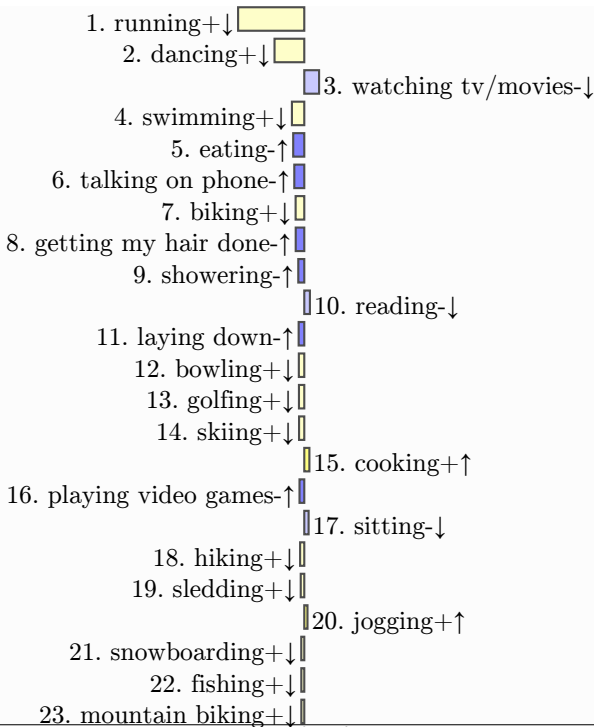 1. running+↓
2. dancing+↓
3. watching tv/movies-↓
4. swimming+↓
5. eating-↑
6. talking on phone-↑
7. biking+↓
8. getting my hair done-↑
9. showering-↑
10. reading-↓
11. laying down-↑
12. bowling+↓
13. golfing+↓
14. skiing+↓
15. cooking+↑
16. playing video games-↑
17. sitting-↓
18. hiking+↓
19. sledding+↓
20. jogging+↑
21. snowboarding+↓
22. fishing+↓
23. mountain biking+↓